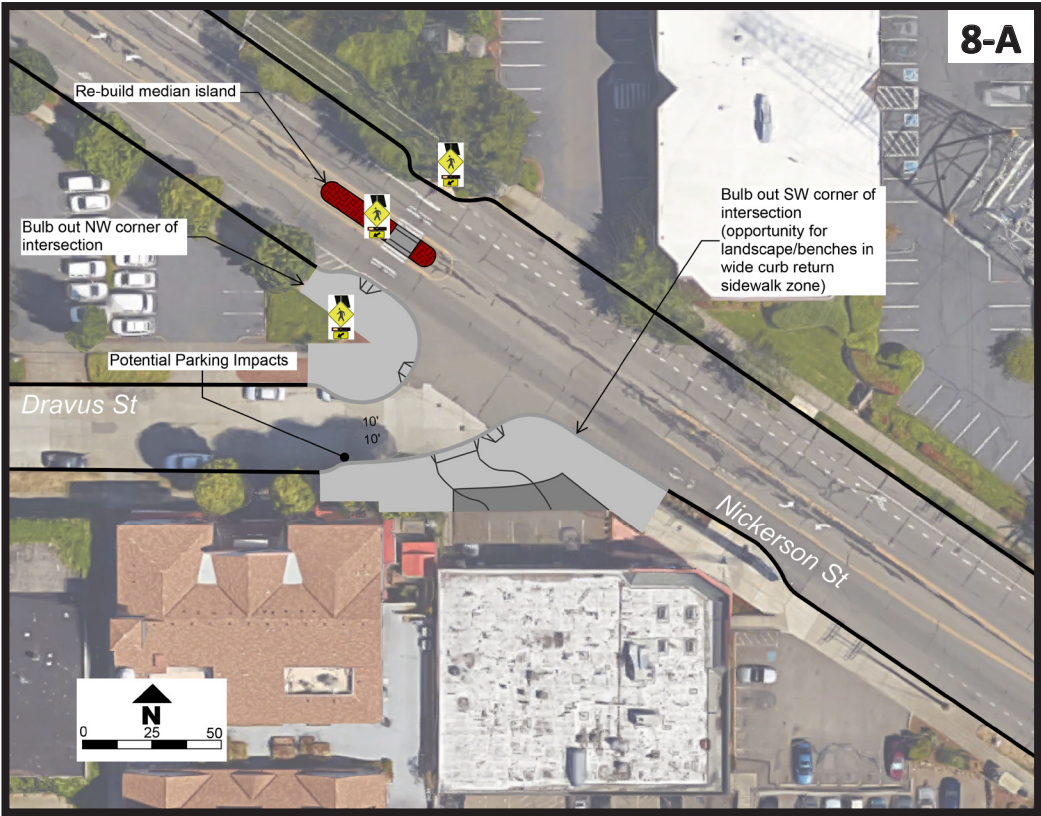 8-A
Re-build median island
Bulb out NW corner of
intersection
Bulb out SW corner of
intersection
(opportunity for
landscape/benches in
wide curb return
sidewalk zone)
Potential Parking Impacts
Dravus St
10'
10'
Nickerson St
N
0 25 50